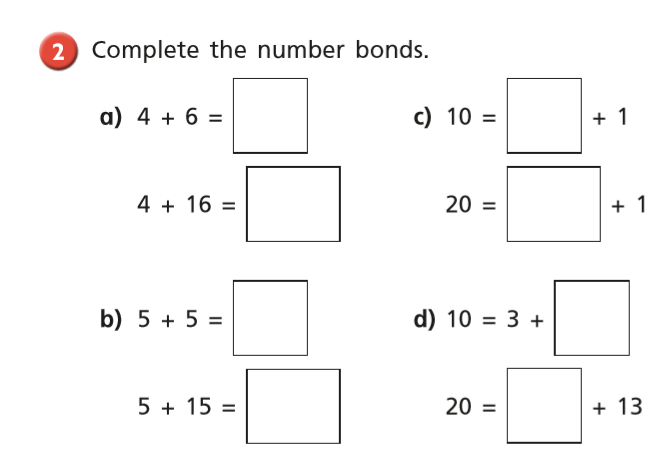 2 Complete the number bonds.
a) 4 + 6 =
4 + 16 =
b) 5 + 5 =
5 + 15 =
c) 10 = + 1
20 = + 1
d) 10 = 3 +
20 = + 13